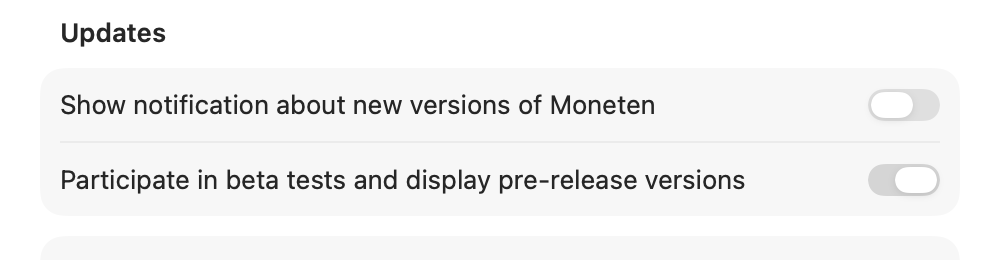 Updates
Show notification about new versions of Moneten
Participate in beta tests and display pre-release versions